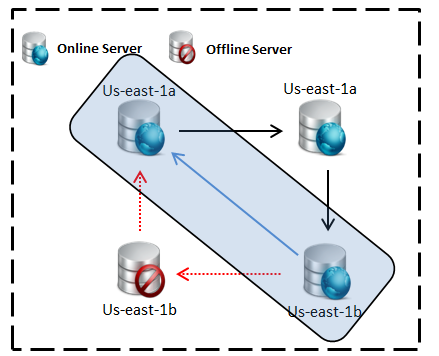 Online Server
Offline Server
Us-east-1a
Us-east-1a
Us-east-1b
Us-east-1b